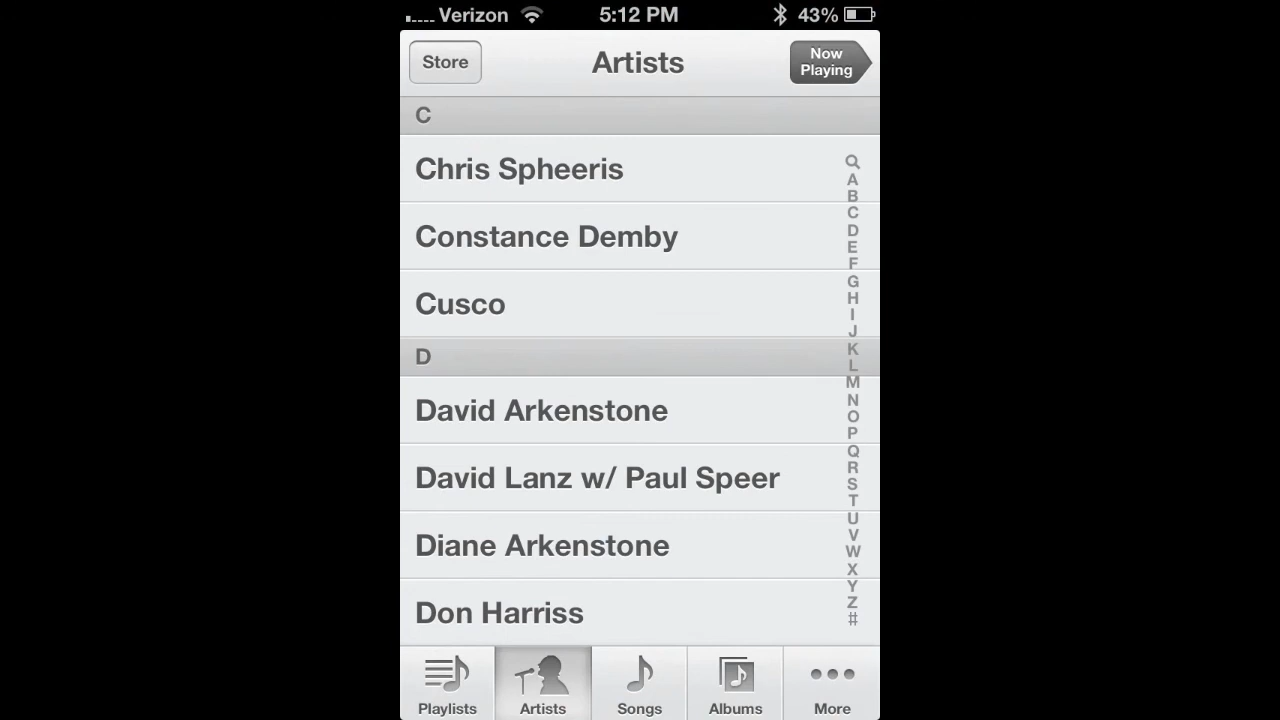 Verizon 5:12 PM 43%
Store Artists Now Playing
C
Chris Spheeris
Constance Demby
Cusco
D
David Arkenstone
David Lanz w/ Paul Speer
Diane Arkenstone
Don Harriss
A
B
C
D
E
F
G
H
I
J
K
L
M
N
O
P
Q
R
S
T
U
V
W
X
Y
Z
#
Playlists Artists Songs Albums More